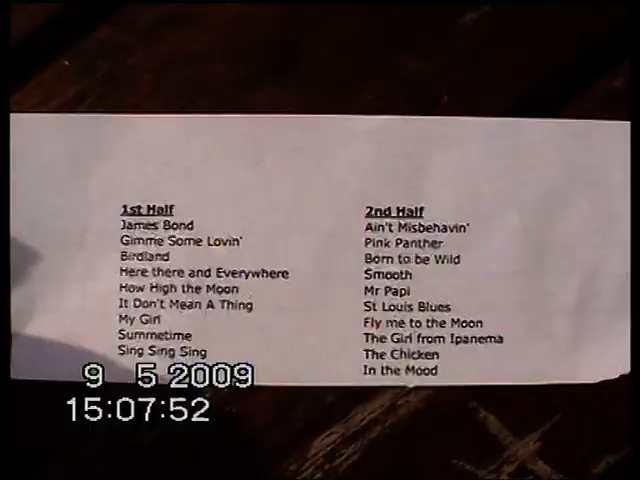 1st Half
James Bond
Gimme Some Lovin'
Birdland
Here there and Everywhere
How High the Moon
It Don't Mean A Thing
My Girl
Summetime
Sing Sing Sing
2nd Half
Ain't Misbehavin'
Pink Panther
Born to be Wild
Smooth
Mr Papi
St Louis Blues
Fly me to the Moon
The Girl from Ipanema
The Chicken
In the Mood
9 5 2009
15:07:52